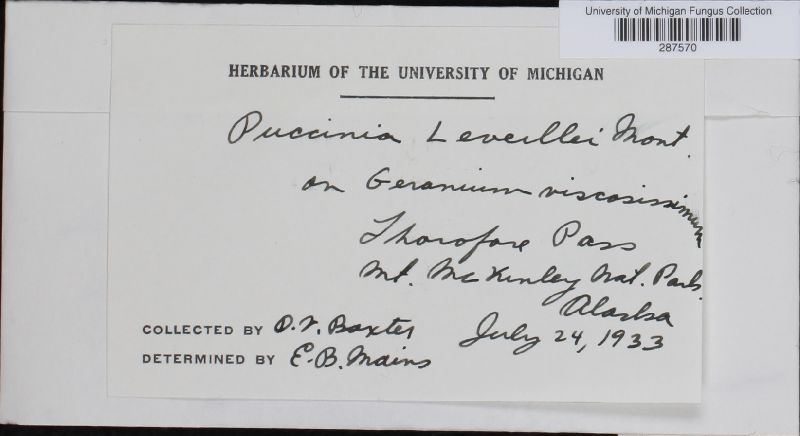 University of Michigan Fungus Collection
287570
HERBARIUM OF THE UNIVERSITY OF MICHIGAN
Puccinia Leveillei Mont.
on Geranium viscosissimum
Thorofare Pass
Mt. McKinley Nat. Park.
Alaska
COLLECTED BY D.V. Baxter July 24, 1933
DETERMINED BY E.B. Mains